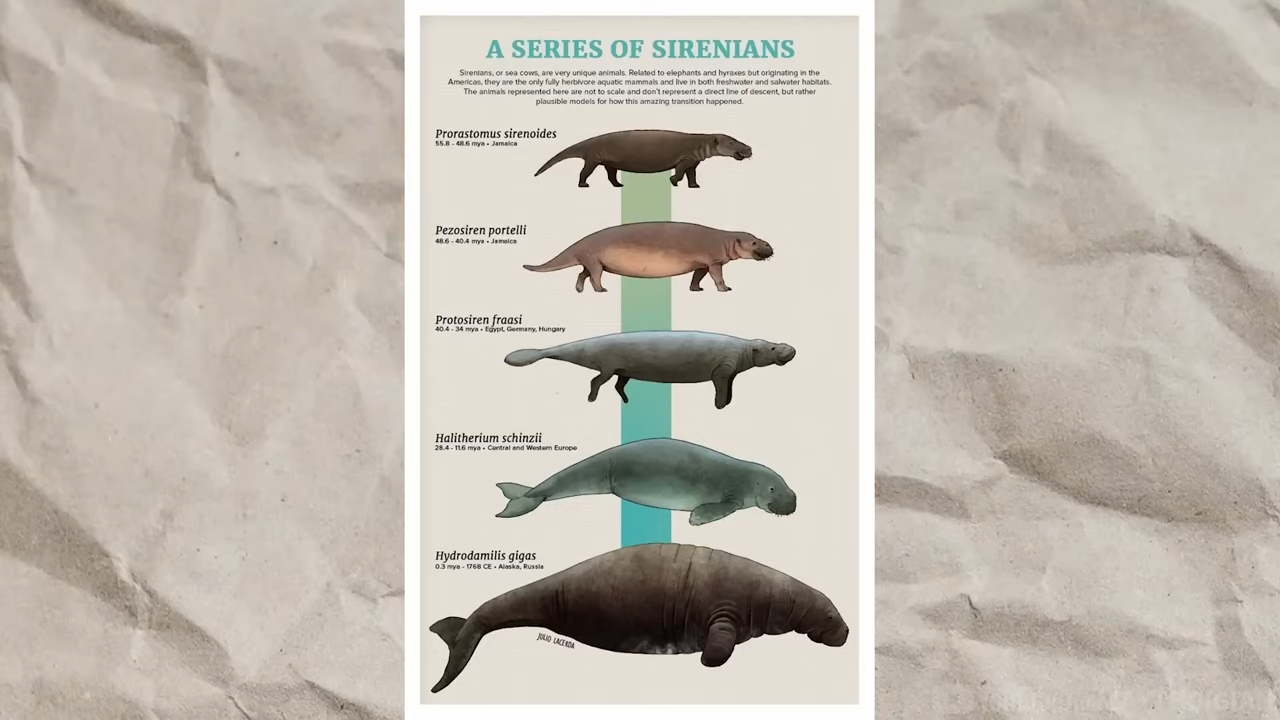 A SERIES OF SIRENIANS
Sirenians, or sea cows, are very unique animals. Related to elephants and hyraxes but originating in the
Americas, they are the only fully herbivore aquatic mammals and live in both freshwater and salwater habitats.
The animals represented here are not to scale and don't represent a direct line of descent, but rather
plausible models for how this amazing transition happened.
Prorastomus sirenoides
55.8 - 48.6 mya • Jamaica
Pezosiren portelli
48.6 - 40.4 mya • Jamaica
Protosiren fraasi
40.4 - 34 mya • Egypt, Germany, Hungary
Halitherium schinzii
28.4 - 11.6 mya • Central and Western Europe
Hydrodamilis gigas
0.3 mya - 1768 CE • Alaska, Russia
JULIO LACERDA